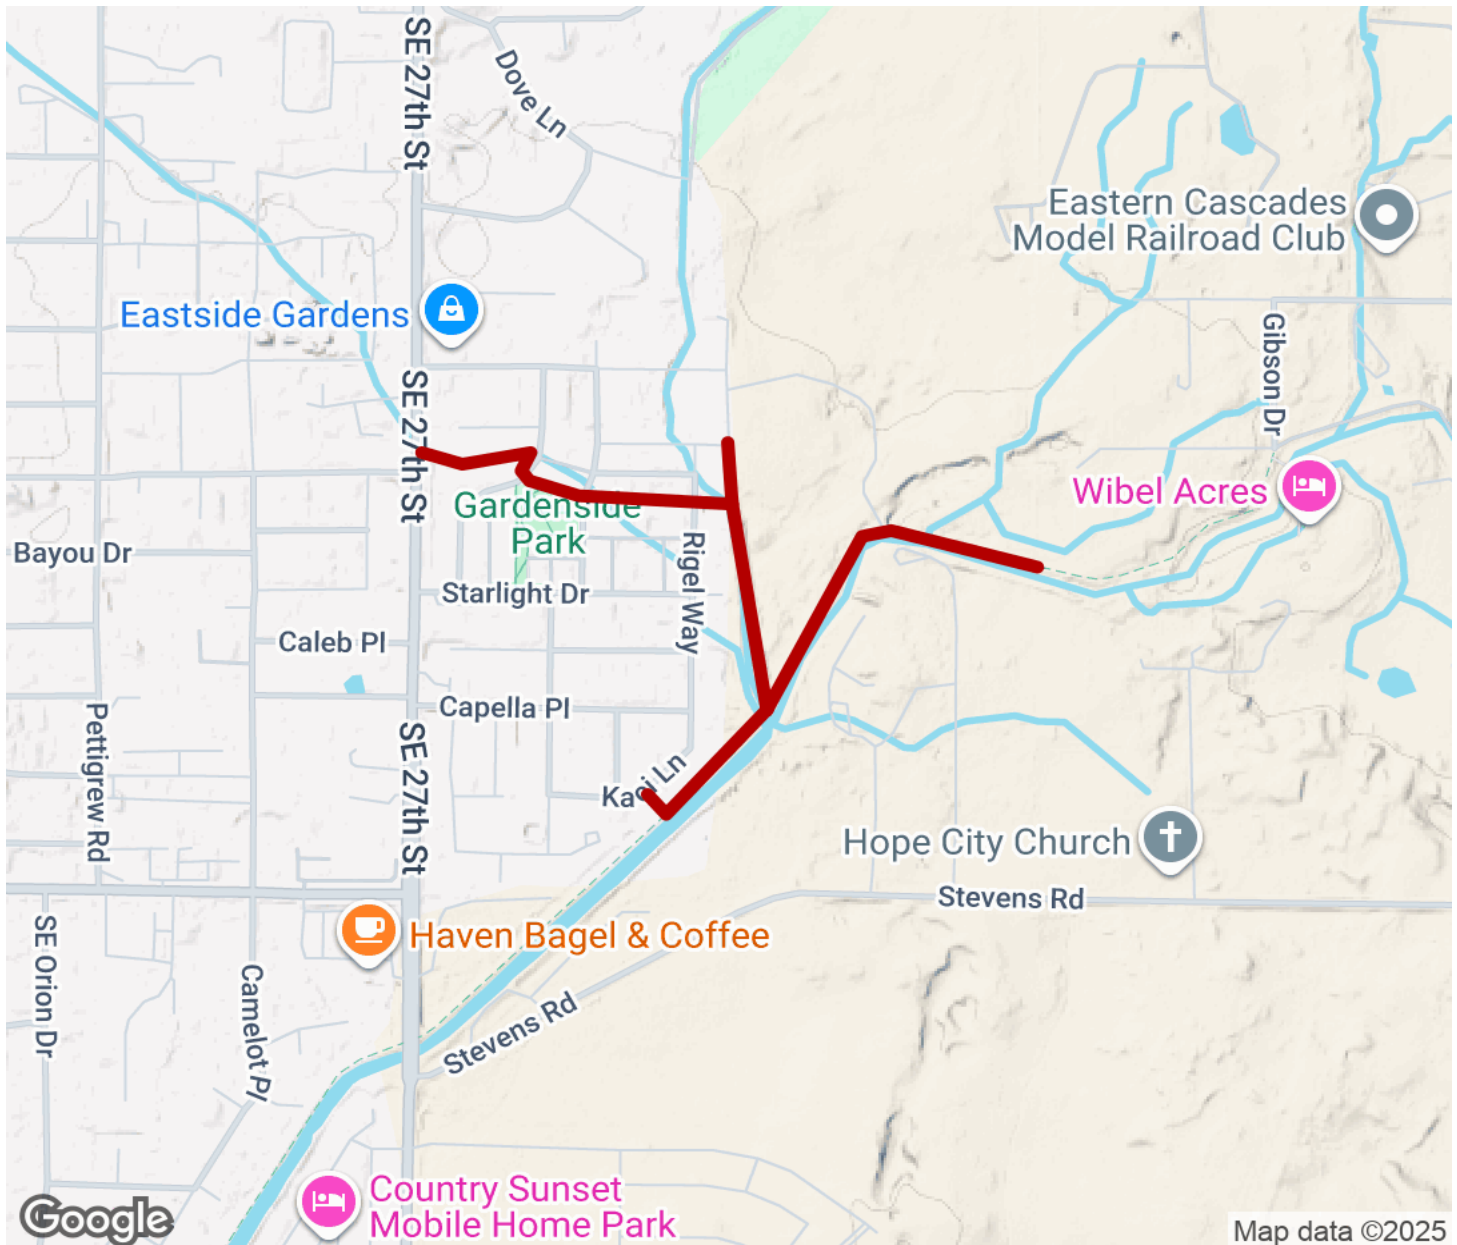 SE 27th St
Dove Ln
Eastern Cascades
Model Railroad Club
Eastside Gardens
Gibson Dr
SE 27th St
Wibel Acres
Gardenside
Park
Bayou Dr
Rigel Way
Starlight Dr
Caleb Pl
Capella Pl
Pettigrew Rd
SE 27th St
Hope City Church
Stevens Rd
SE Orion Dr
Haven Bagel & Coffee
Camelot Pl
Stevens Rd
Country Sunset
Mobile Home Park
Google
Map data ©2025